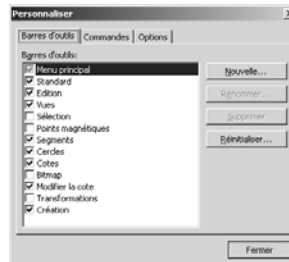 Personnaliser
Barres d'outils Commandes Options
Barres d'outils:
Menu principal
Standard
Edition
Vues
Sélection
Points magnétiques
Segments
Cercles
Cotes
Bitmap
Modifier la cote
Transformations
Création
Nouvelle...
Renommer...
Supprimer
Réinitialiser...
Fermer